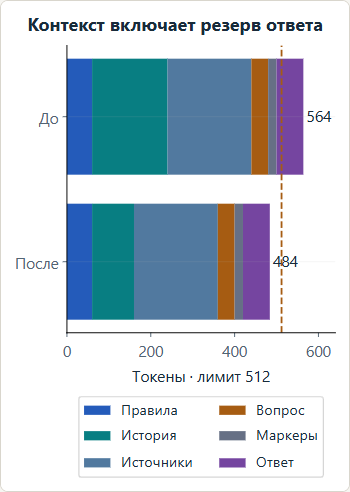 Контекст включает резерв ответа
До
564
После
484
0 200 400 600
Токены · лимит 512
Правила Вопрос
История Маркеры
Источники Ответ